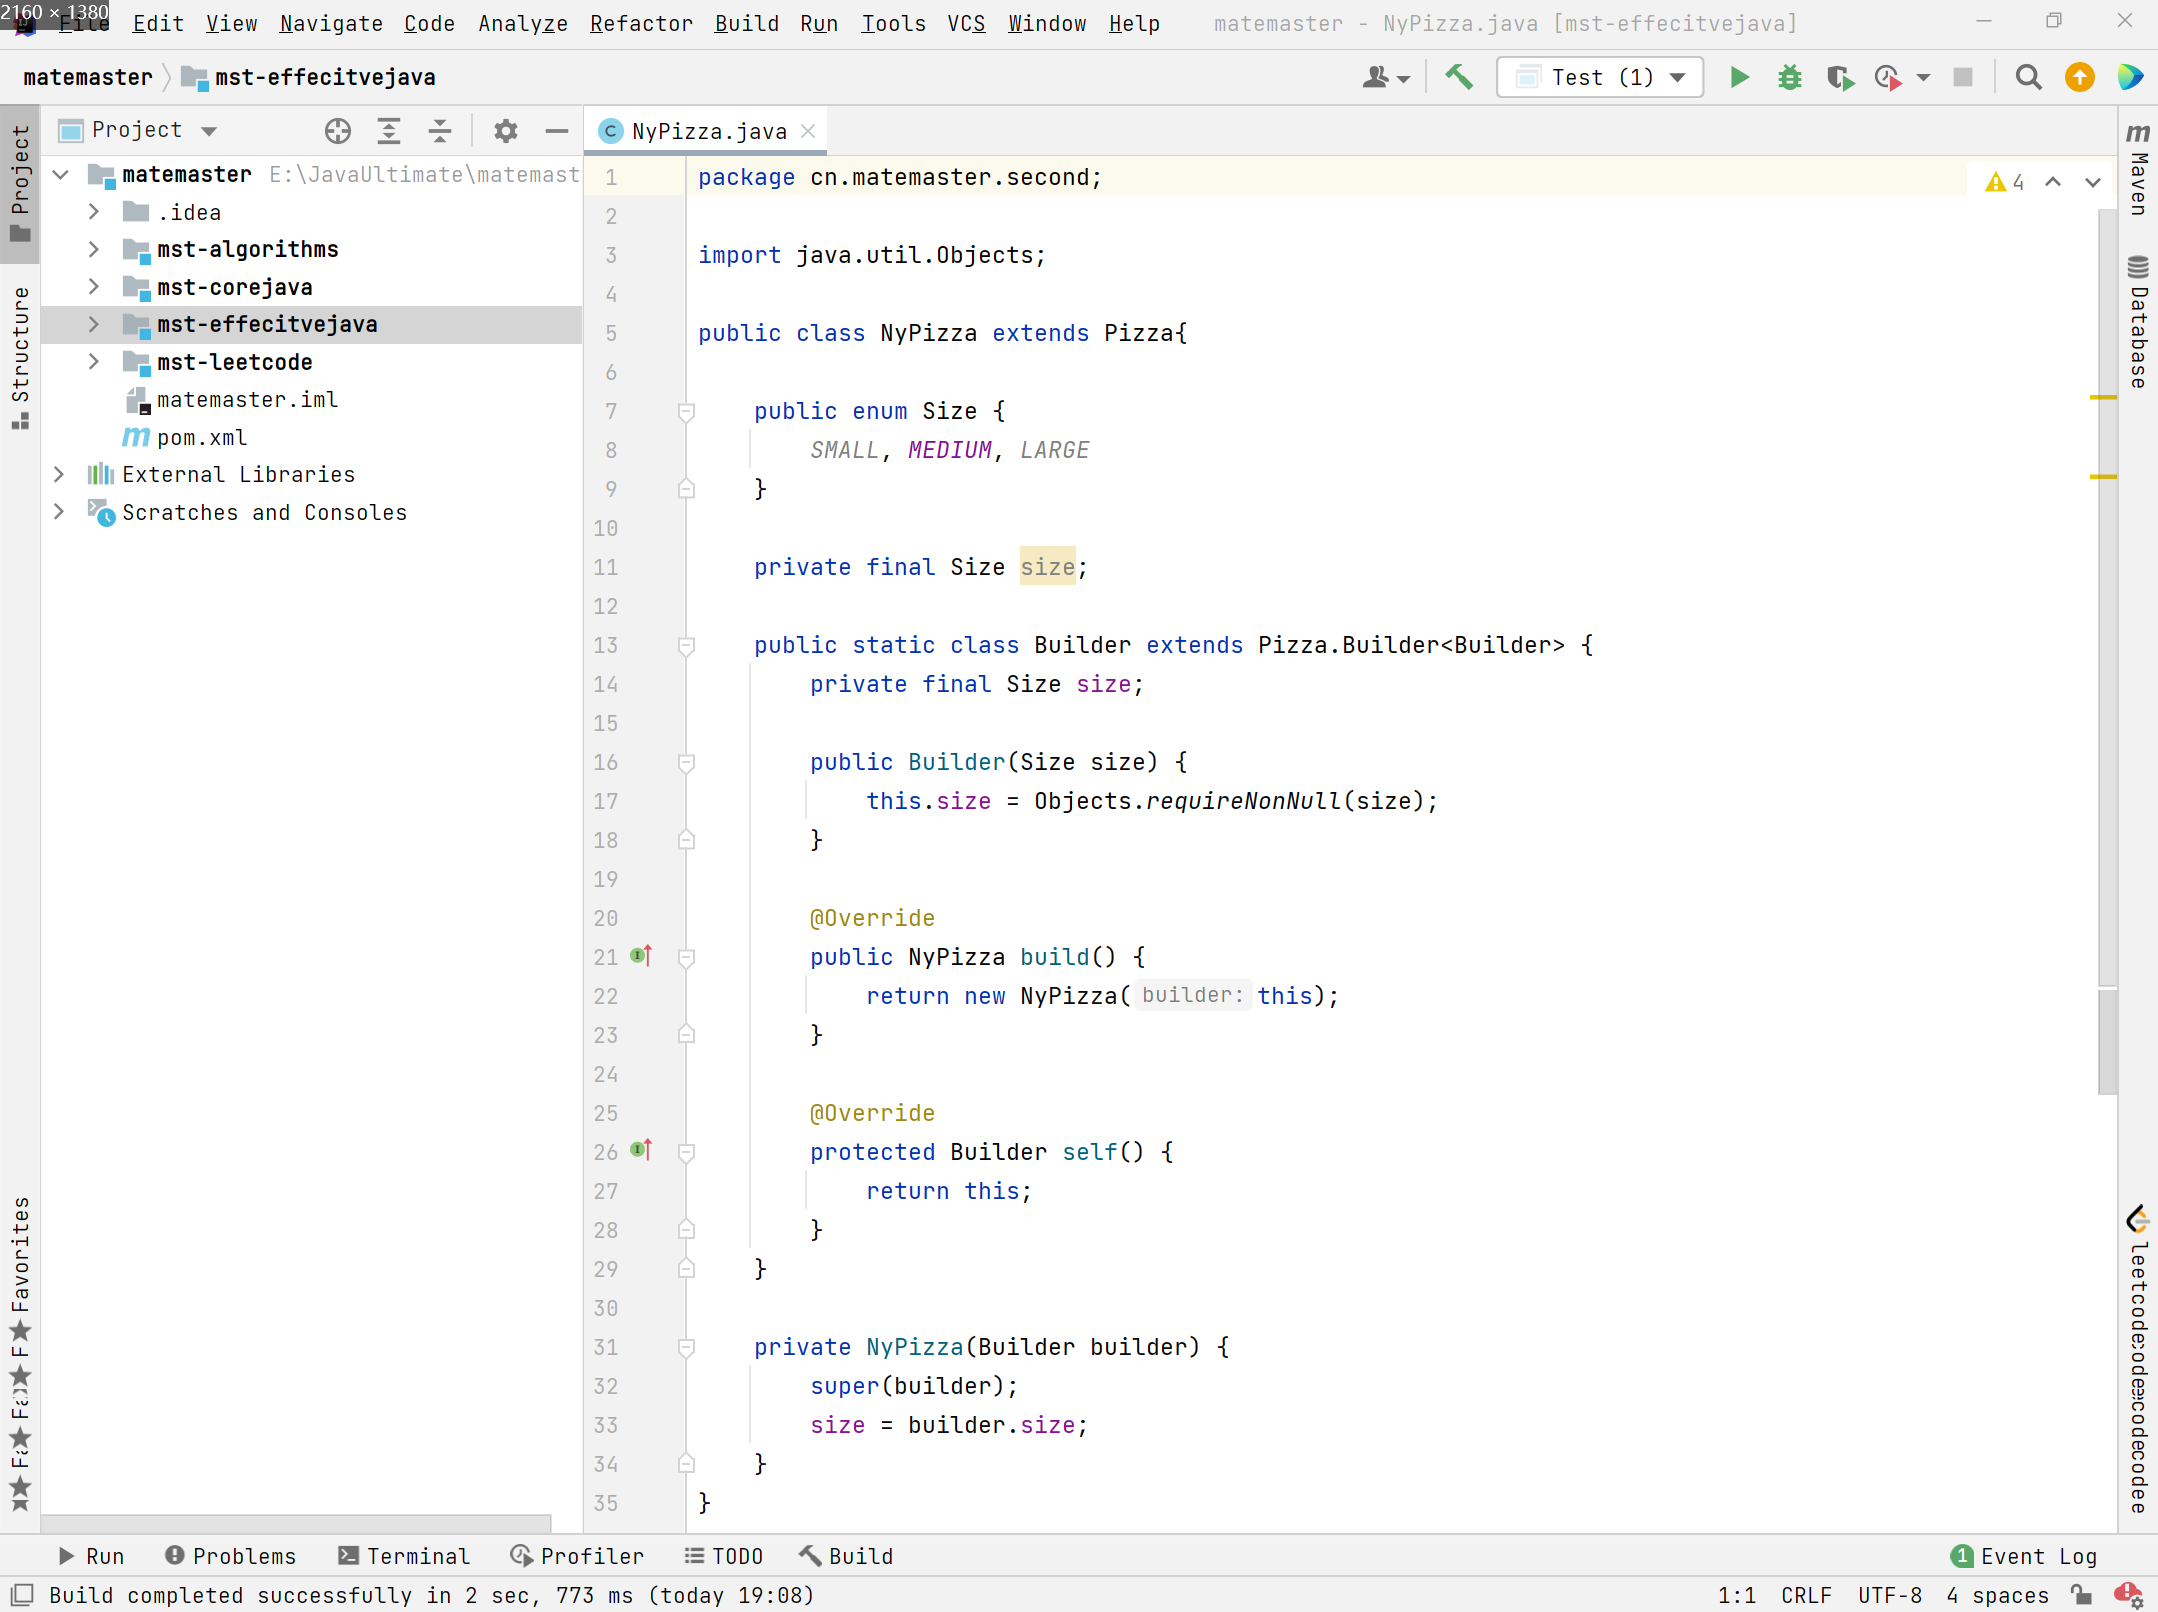 2160 × 1380
File Edit View Navigate Code Analyze Refactor Build Run Tools VCS Window Help matemaster - NyPizza.java [mst-effecitvejava]
matemaster mst-effecitvejava Test (1)
Project
NyPizza.java
matemaster E:\JavaUltimate\matemast
.idea
mst-algorithms
mst-corejava
mst-effecitvejava
mst-leetcode
matemaster.iml
pom.xml
External Libraries
Scratches and Consoles
Project
Structure
Favorites
1 package cn.matemaster.second;
2
3 import java.util.Objects;
4
5 public class NyPizza extends Pizza{
6
7 public enum Size {
8 SMALL, MEDIUM, LARGE
9 }
10
11 private final Size size;
12
13 public static class Builder extends Pizza.Builder<Builder> {
14 private final Size size;
15
16 public Builder(Size size) {
17 this.size = Objects.requireNonNull(size);
18 }
19
20 @Override
21 public NyPizza build() {
22 return new NyPizza( builder: this);
23 }
24
25 @Override
26 protected Builder self() {
27 return this;
28 }
29 }
30
31 private NyPizza(Builder builder) {
32 super(builder);
33 size = builder.size;
34 }
35 }
4
Maven
Database
Run Problems Terminal Profiler TODO Build 1 Event Log
Build completed successfully in 2 sec, 773 ms (today 19:08) 1:1 CRLF UTF-8 4 spaces